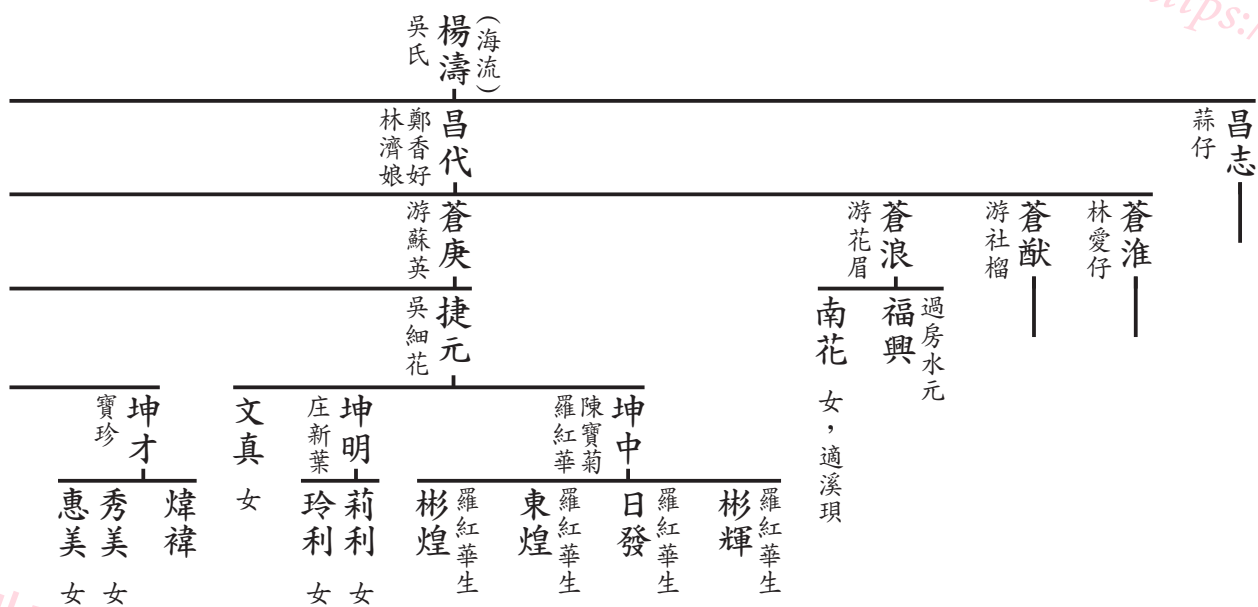 (海流)
楊濤
吳氏
昌志
蒜仔
昌代
鄭香好
林濟娘
蒼淮
林愛仔
蒼猷
游社榴
蒼浪
游花眉
蒼庚
游蘇英
過房水元
福興
南花 女,適溪垻
捷元
吳細花
坤中
陳寶菊
羅紅華
坤明
庄新葉
文真 女
坤才
寶珍
羅紅華生
彬輝
羅紅華生
日發
羅紅華生
東煌
羅紅華生
彬煌
莉利 女
玲利 女
煒禕
秀美 女
惠美 女